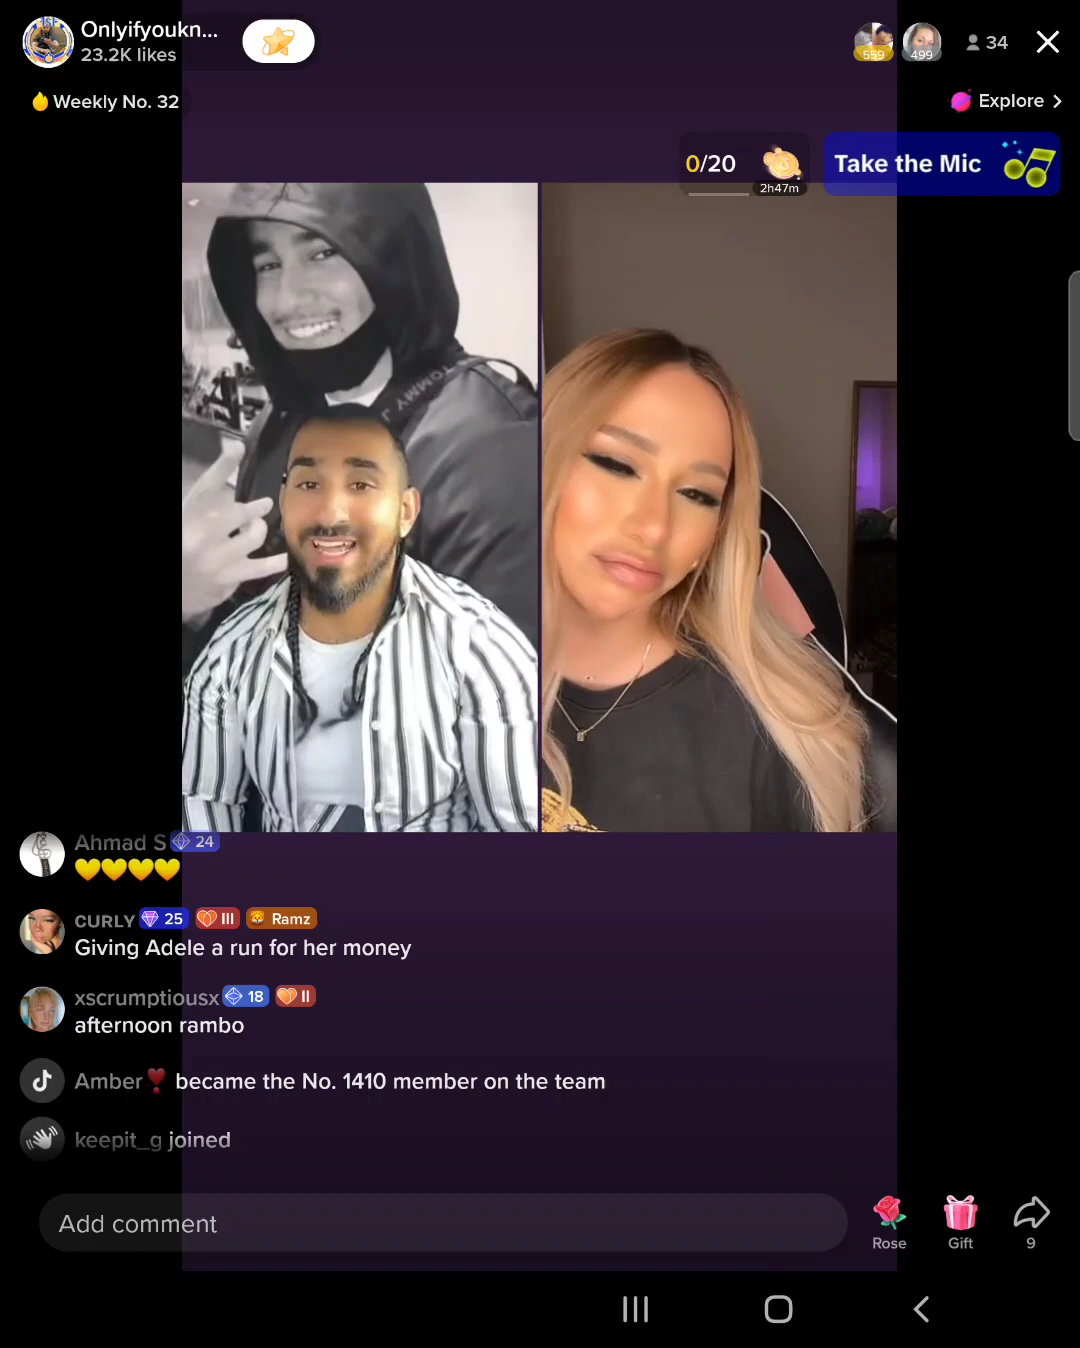 Onlyifyoukn...
23.2K likes
559
499
34
Weekly No. 32
Explore
0/20
2h47m
Take the Mic
TOMMY J
Ahmad S 24
💛💛💛💛
CURLY 25 III Ramz
Giving Adele a run for her money
xscrumptiousx 18 II
afternoon rambo
Amber❣ became the No. 1410 member on the team
keepit_g joined
Add comment
Rose
Gift
9